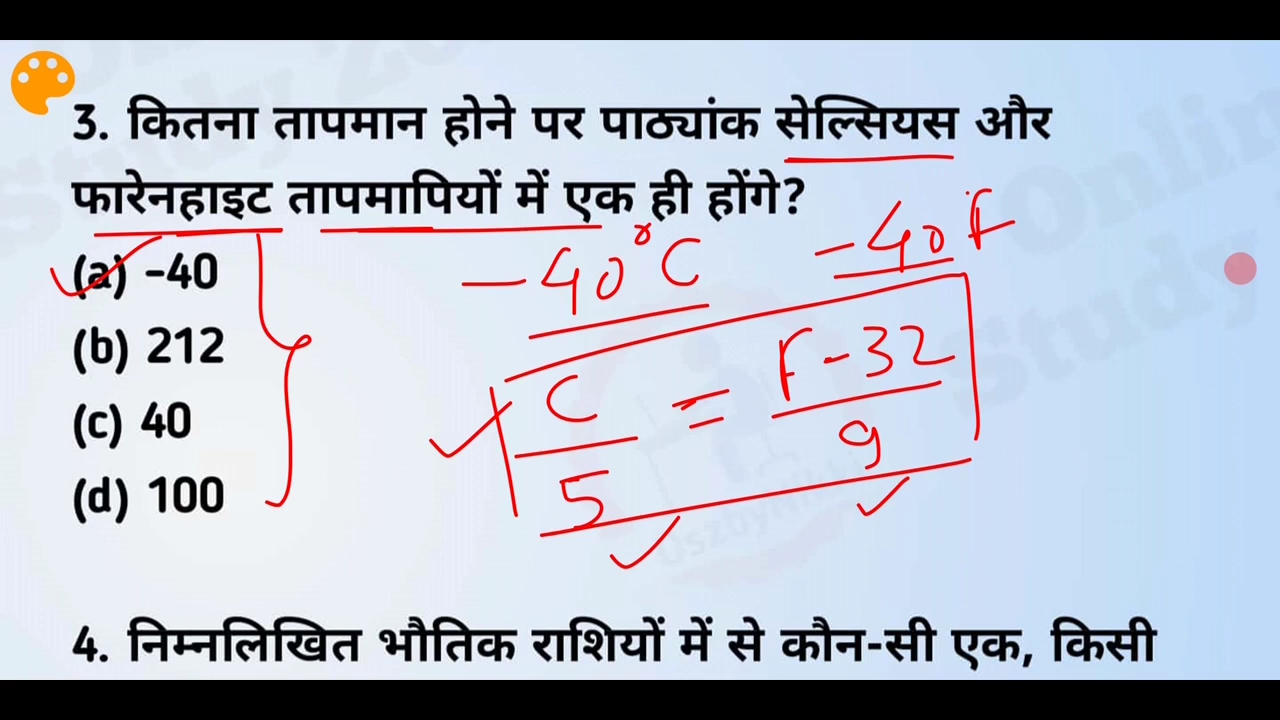 3. कितना तापमान होने पर पाठ्यांक सेल्सियस और
फारेनहाइट तापमापियों में एक ही होंगे?
(a) -40
(b) 212
(c) 40
(d) 100
-40°C
-40F
C/5 = F-32/9
4. निम्नलिखित भौतिक राशियों में से कौन-सी एक, किसी